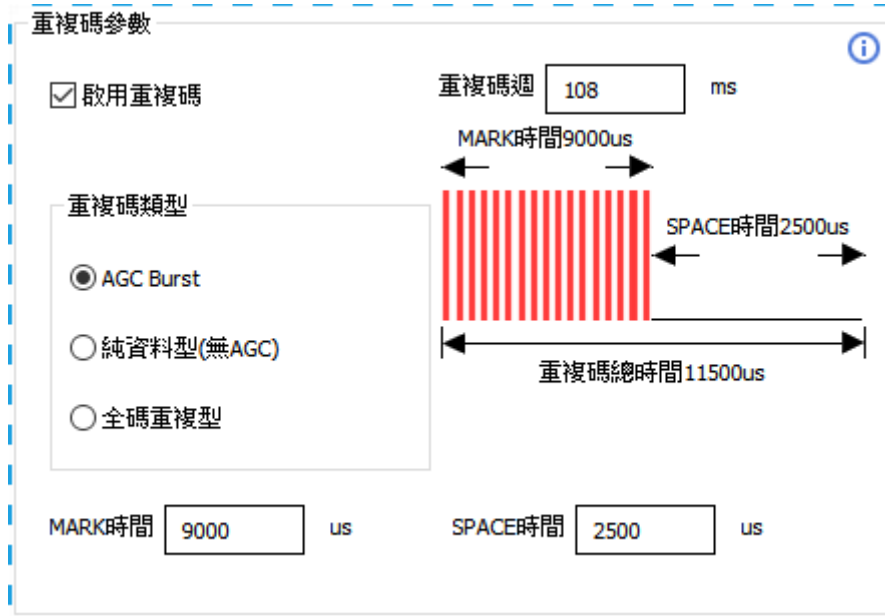 重複碼參數
啟用重複碼
重複碼週 108 ms
MARK時間9000us
重複碼類型
SPACE時間2500us
AGC Burst
純資料型(無AGC)
重複碼總時間11500us
全碼重複型
MARK時間 9000 us
SPACE時間 2500 us